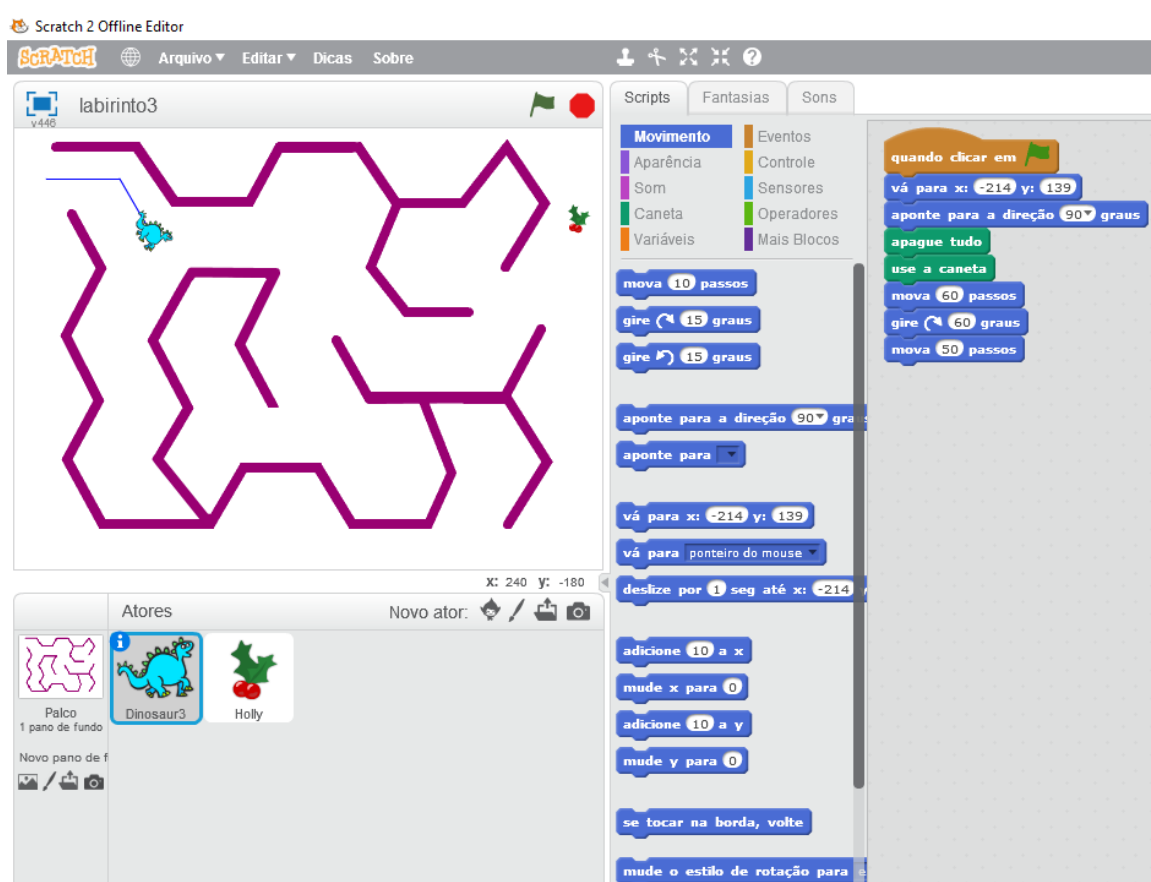 Scratch 2 Offline Editor
SCRATCH Arquivo▼ Editar▼ Dicas Sobre
labirinto3
v446
X: 240 y: -180
Atores Novo ator:
Palco
1 pano de fundo
Novo pano de f
Dinosaur3
Holly
Scripts Fantasias Sons
Movimento Eventos
Aparência Controle
Som Sensores
Caneta Operadores
Variáveis Mais Blocos
mova 10 passos
gire 15 graus
gire 15 graus
aponte para a direção 90▼ grau
aponte para
vá para x: -214 y: 139
vá para ponteiro do mouse
deslize por 1 seg até x: -214
adicione 10 a x
mude x para 0
adicione 10 a y
mude y para 0
se tocar na borda, volte
mude o estilo de rotação para e
quando clicar em
vá para x: -214 y: 139
aponte para a direção 90▼ graus
apague tudo
use a caneta
mova 60 passos
gire 60 graus
mova 50 passos